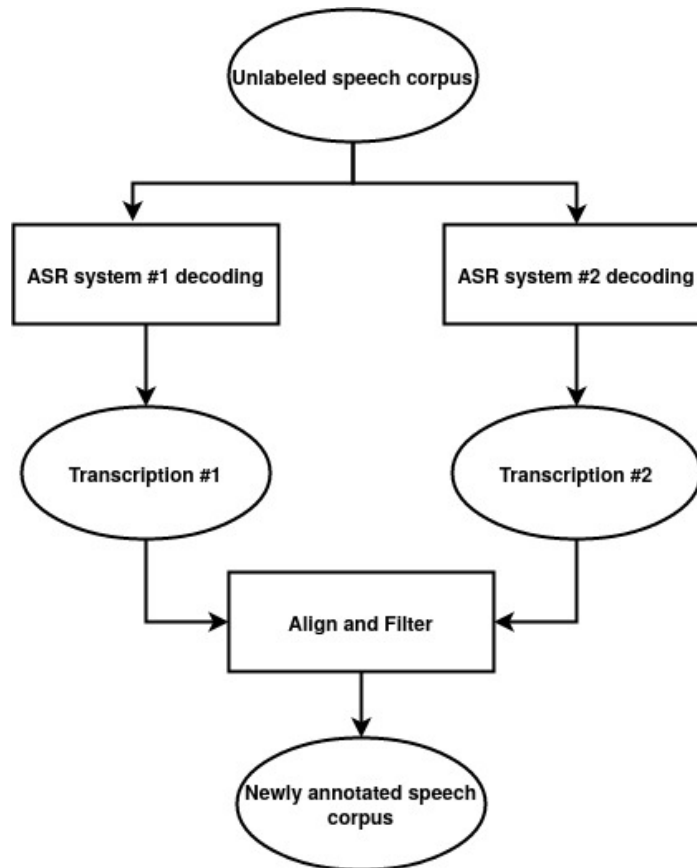 Unlabeled speech corpus
ASR system #1 decoding
ASR system #2 decoding
Transcription #1
Transcription #2
Align and Filter
Newly annotated speech
corpus